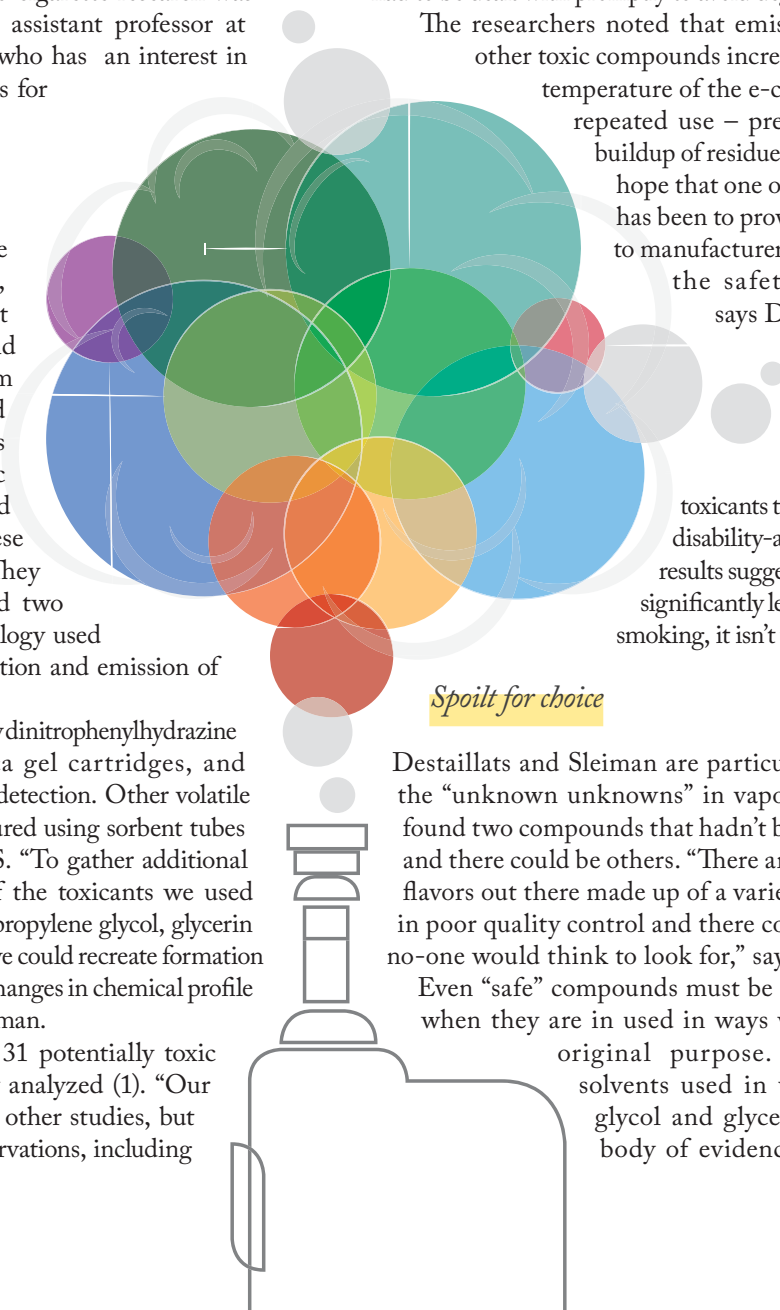 assistant professor at
who has an interest in
s for
e
,
t
d
s
c
d
ese
They
d two
logy used
tion and emission of
dinitrophenylhydrazine
a gel cartridges, and
detection. Other volatile
ured using sorbent tubes
S. “To gather additional
f the toxicants we used
propylene glycol, glycerin
we could recreate formation
hanges in chemical profile
man.
31 potentially toxic
analyzed (1). “Our
other studies, but
rvations, including
The researchers noted that emis
other toxic compounds incre
temperature of the e-c
repeated use – pre
buildup of residue
hope that one o
has been to prov
to manufacturer
the safet
says D
toxicants t
disability-a
results sugge
significantly le
smoking, it isn’t
Spoilt for choice
Destaillats and Sleiman are particu
the “unknown unknowns” in vapo
found two compounds that hadn’t b
and there could be others. “There ar
flavors out there made up of a varie
in poor quality control and there co
no-one would think to look for,” say
Even “safe” compounds must be
when they are in used in ways
original purpose.
solvents used in
glycol and glyce
body of evidenc